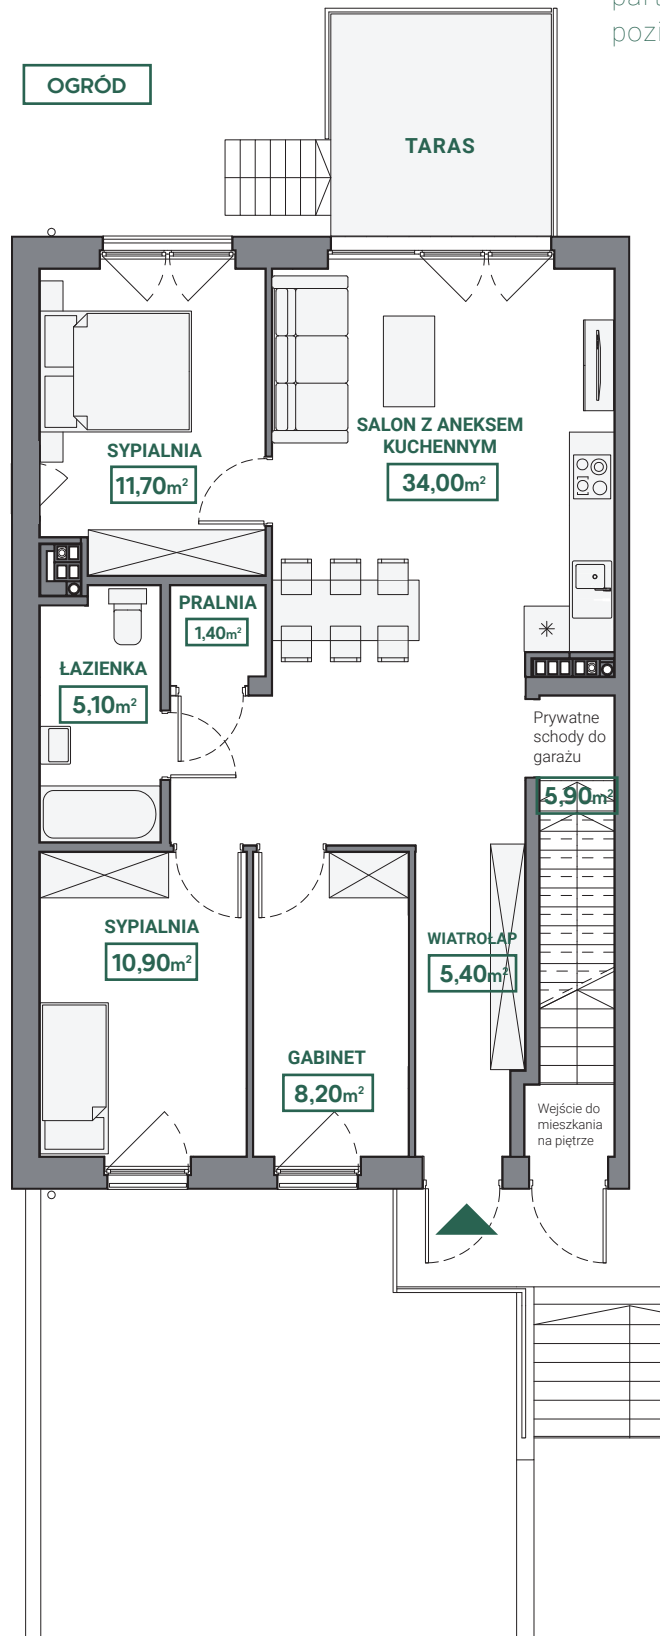 OGRÓD
TARAS
SYPIALNIA
11,70m²
SALON Z ANEKSEM
KUCHENNYM
34,00m²
PRALNIA
1,40m²
ŁAZIENKA
5,10m²
Prywatne
schody do
garażu
5,90m²
SYPIALNIA
10,90m²
WIATROŁAP
5,40m²
GABINET
8,20m²
Wejście do
mieszkania
na piętrze